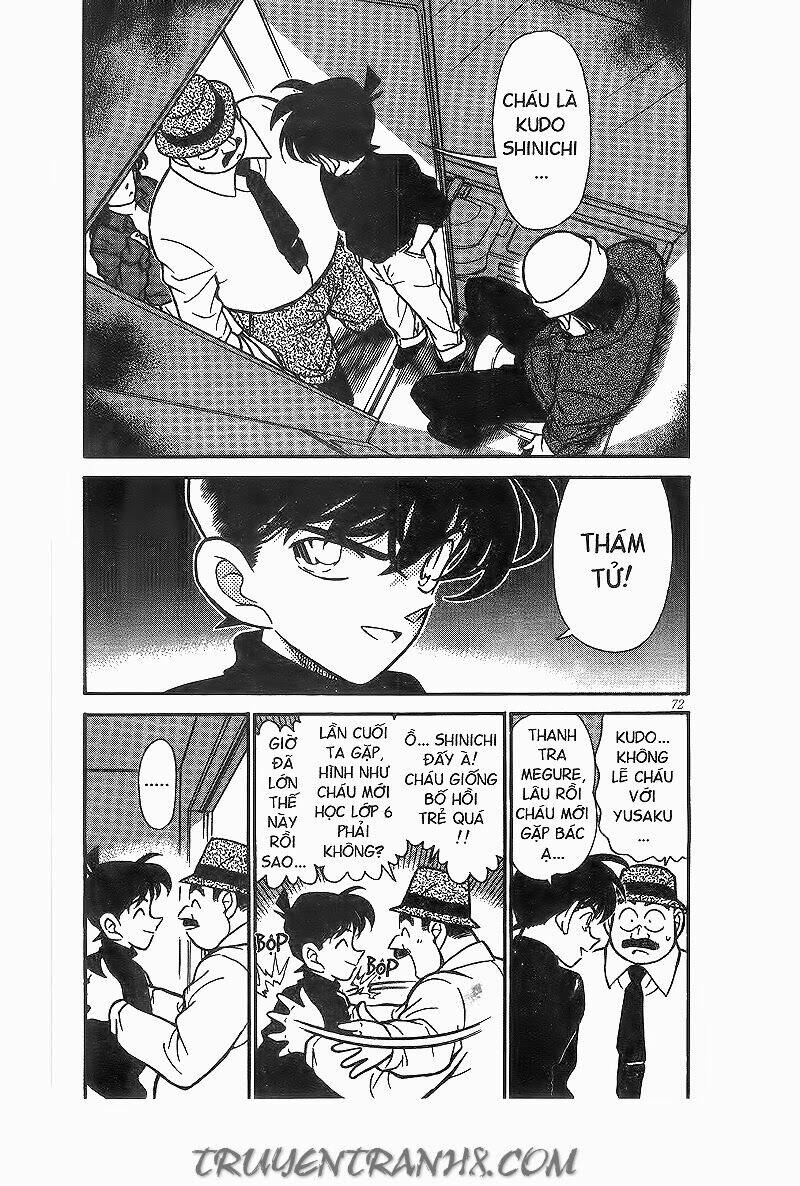 CHÁU LÀ
KUDO
SHINICHI
...
THÁM
TỬ!
72
KUDO...
KHÔNG
LẼ CHÁU
VỚI
YUSAKU
...
THANH
TRA
MEGURE,
LÂU RỒI
CHÁU MỚI
GẶP BÁC
Ạ...
Ồ... SHINICHI
ĐẤY À!
CHÁU GIỐNG
BỐ HỒI
TRẺ QUÁ
!!
LẦN CUỐI
TA GẶP,
HÌNH NHƯ
CHÁU MỚI
HỌC LỚP 6
PHẢI
KHÔNG?
GIỜ
ĐÃ
LỚN
THẾ
NÀY RỒI
SAO...
BỘP
BỘP
.....
TRUYENTRANH8.COM